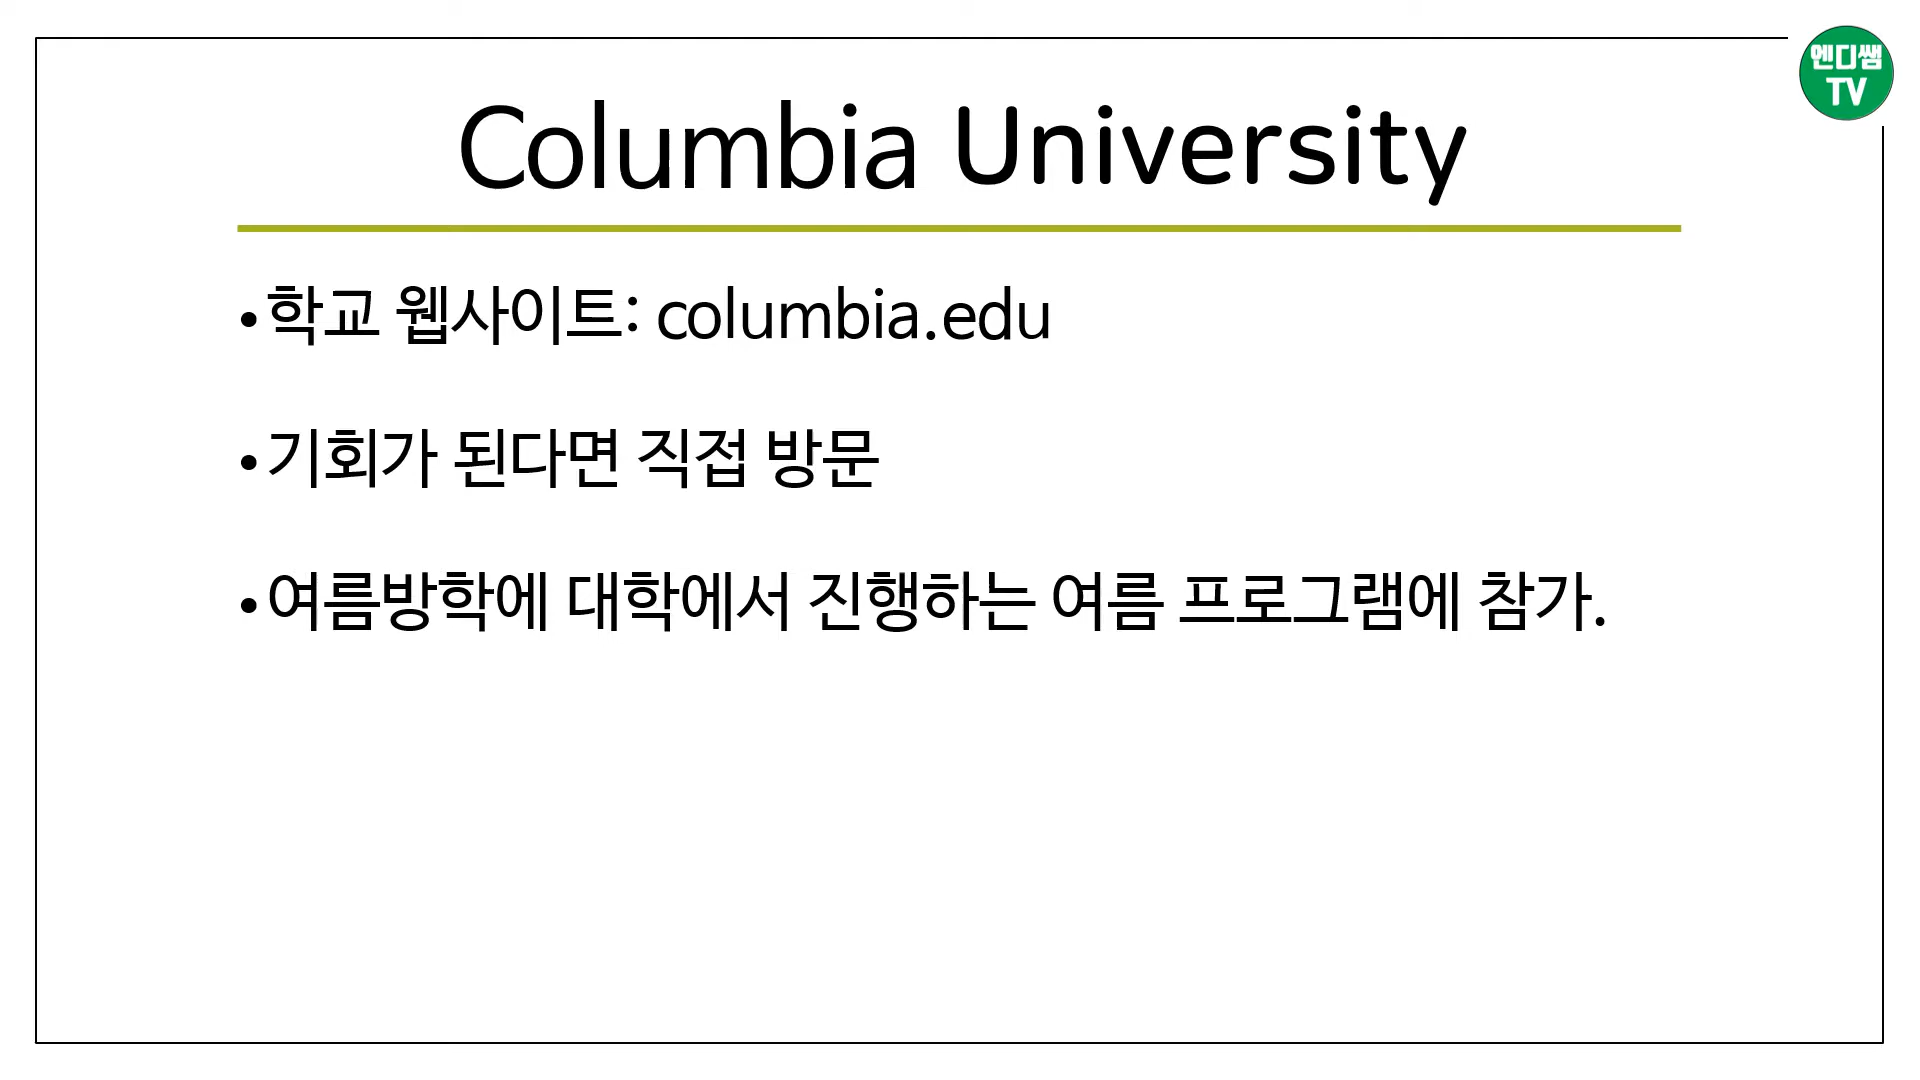 엔디쌤
TV
Columbia University
•학교 웹사이트: columbia.edu
•기회가 된다면 직접 방문
•여름방학에 대학에서 진행하는 여름 프로그램에 참가.